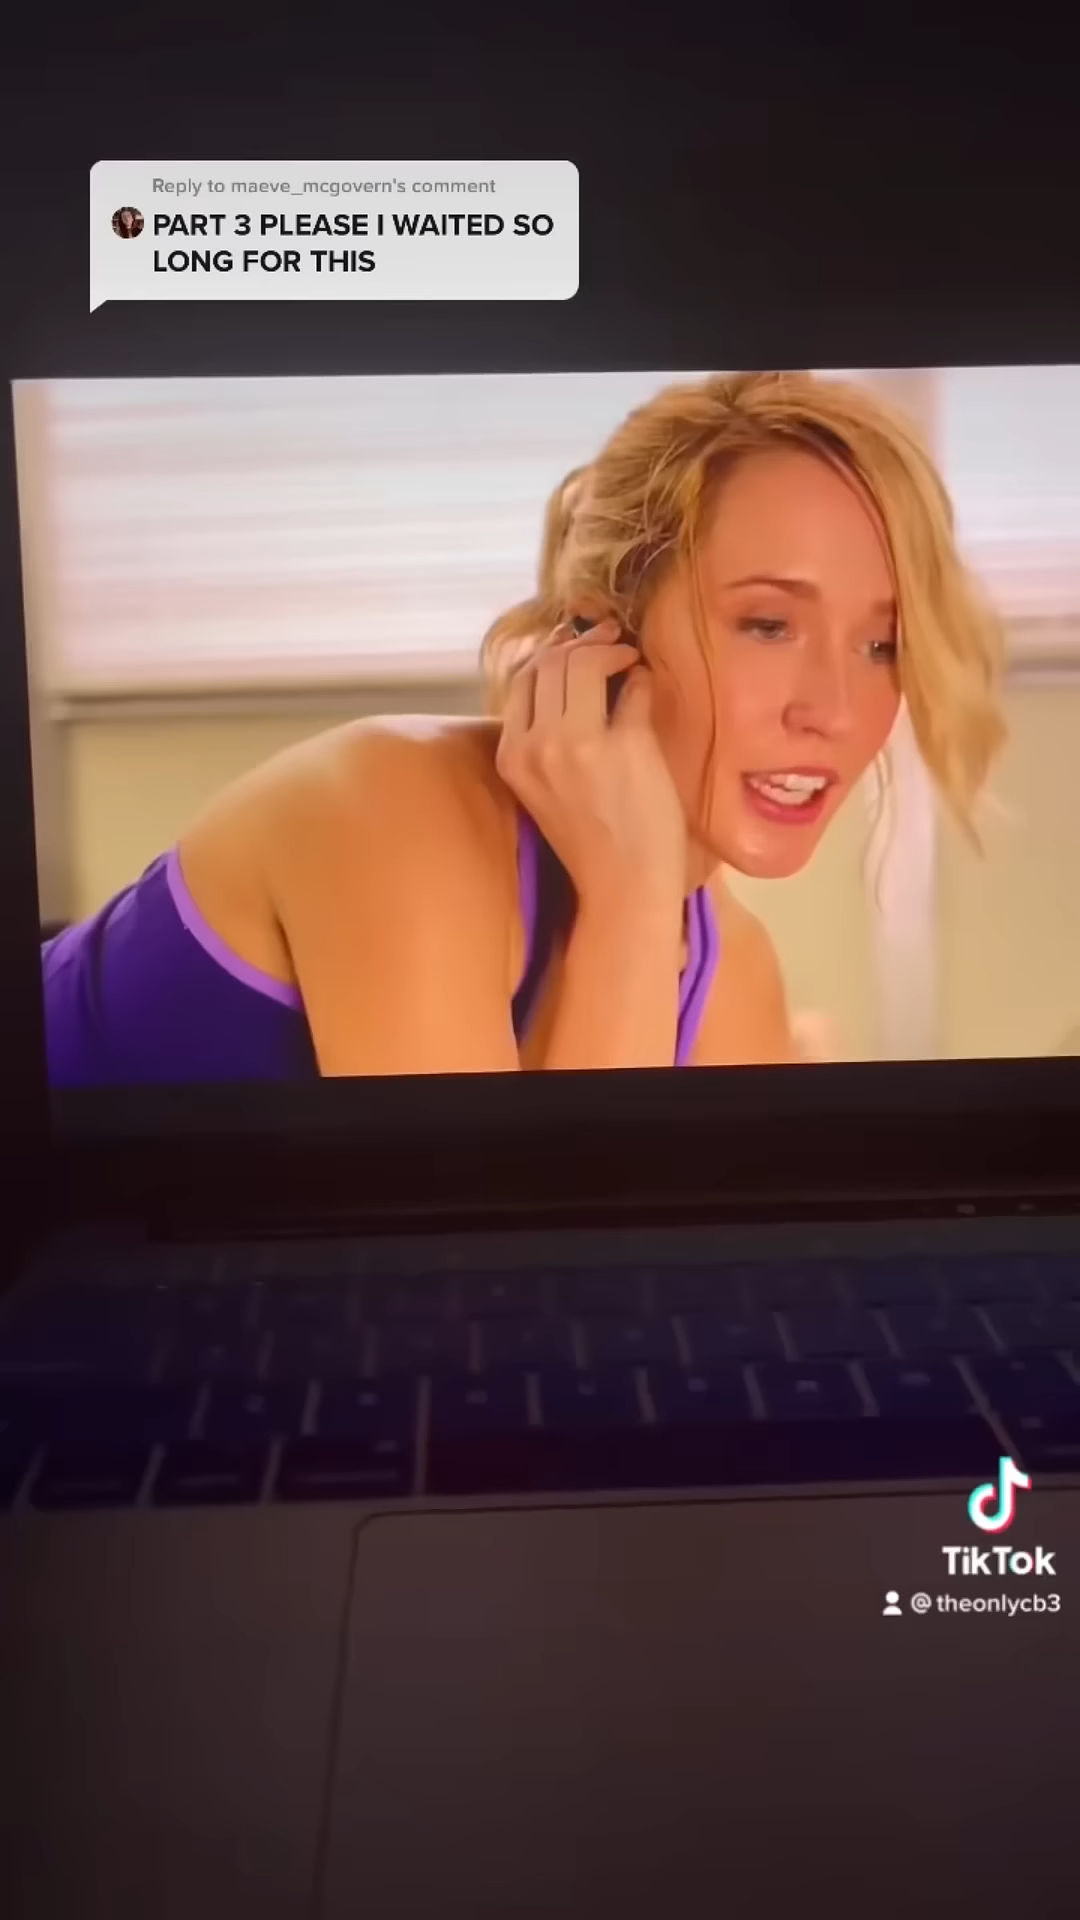 Reply to maeve_mcgovern's comment
PART 3 PLEASE I WAITED SO
LONG FOR THIS
TikTok
@theonlycb3